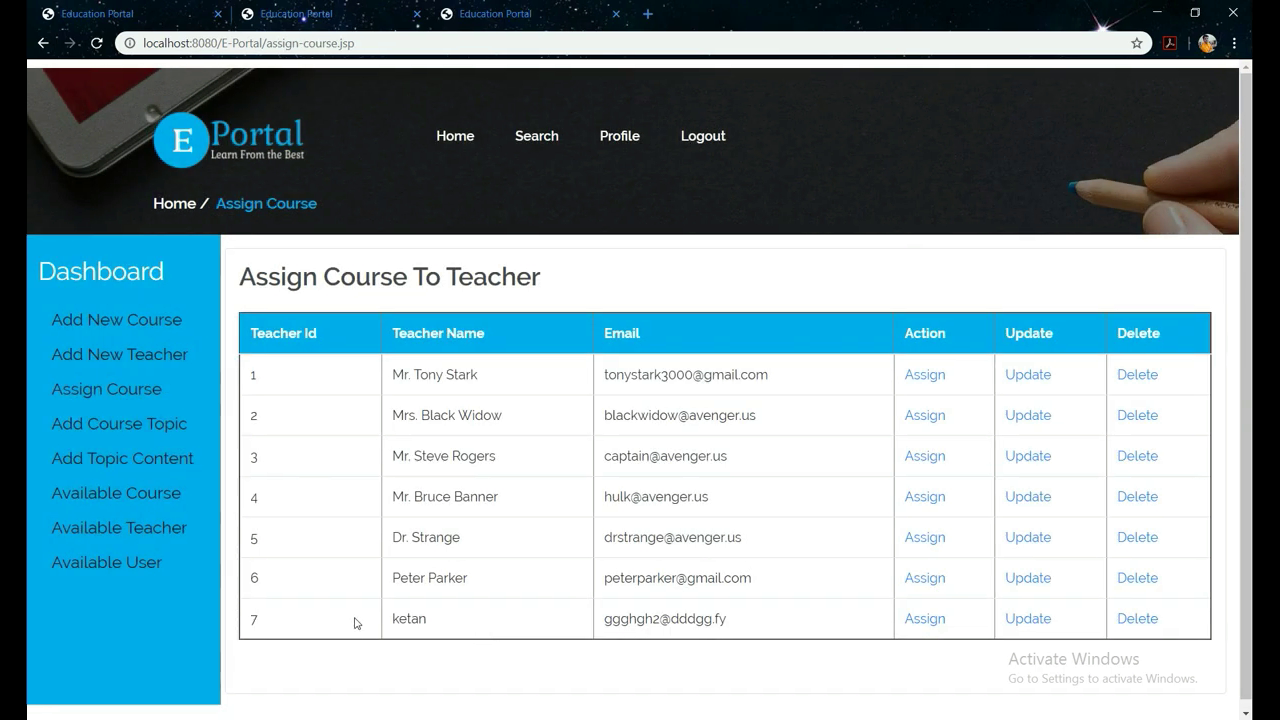 Education Portal
Education Portal
Education Portal
localhost:8080/E-Portal/assign-course.jsp
E Portal
Learn From the Best
Home Search Profile Logout
Home / Assign Course
Dashboard
Add New Course
Add New Teacher
Assign Course
Add Course Topic
Add Topic Content
Available Course
Available Teacher
Available User
Assign Course To Teacher
Teacher Id Teacher Name Email Action Update Delete
1 Mr. Tony Stark tonystark3000@gmail.com Assign Update Delete
2 Mrs. Black Widow blackwidow@avenger.us Assign Update Delete
3 Mr. Steve Rogers captain@avenger.us Assign Update Delete
4 Mr. Bruce Banner hulk@avenger.us Assign Update Delete
5 Dr. Strange drstrange@avenger.us Assign Update Delete
6 Peter Parker peterparker@gmail.com Assign Update Delete
7 ketan ggghgh2@dddgg.fy Assign Update Delete
Activate Windows
Go to Settings to activate Windows.